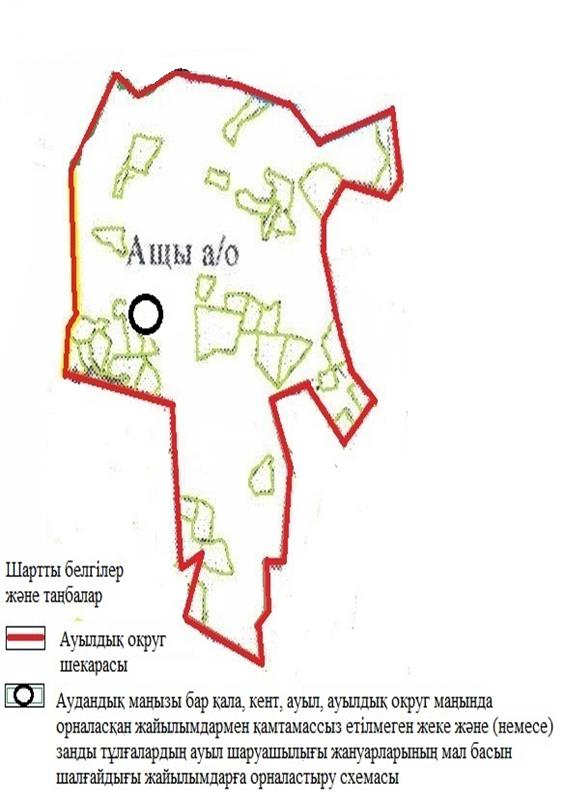 Ащы а/о
Шартты белгілер
және таңбалар
Ауылдық округ
шекарасы
Аудандық маңызы бар қала, кент, ауыл, ауылдық округ маңында
орналасқан жайылымдармен қамтамассыз етілмеген жеке және (немесе)
занды тұлғалардың ауыл шаруашылығы жануарларының мал басын
шалғайдығы жайылымдарға орналастыру схемасы